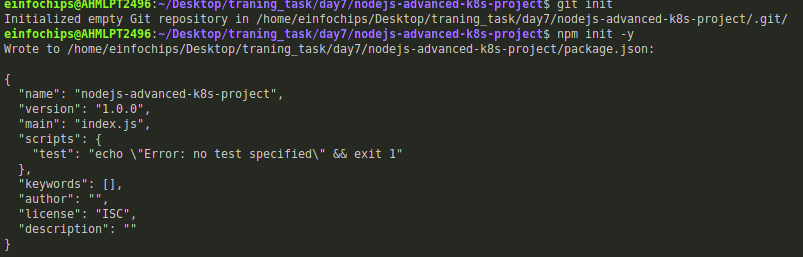 einfochips@AHMLPT2496:~/Desktop/traning_task/day7/nodejs-advanced-k8s-project$ git init
Initialized empty Git repository in /home/einfochips/Desktop/traning_task/day7/nodejs-advanced-k8s-project/.git/
einfochips@AHMLPT2496:~/Desktop/traning_task/day7/nodejs-advanced-k8s-project$ npm init -y
Wrote to /home/einfochips/Desktop/traning_task/day7/nodejs-advanced-k8s-project/package.json:

{
  "name": "nodejs-advanced-k8s-project",
  "version": "1.0.0",
  "main": "index.js",
  "scripts": {
    "test": "echo \"Error: no test specified\" && exit 1"
  },
  "keywords": [],
  "author": "",
  "license": "ISC",
  "description": ""
}